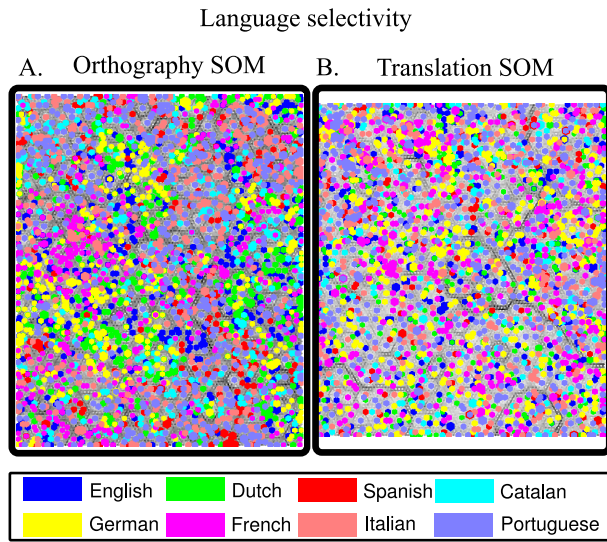 Language selectivity
A. Orthography SOM B. Translation SOM
English Dutch Spanish Catalan
German French Italian Portuguese